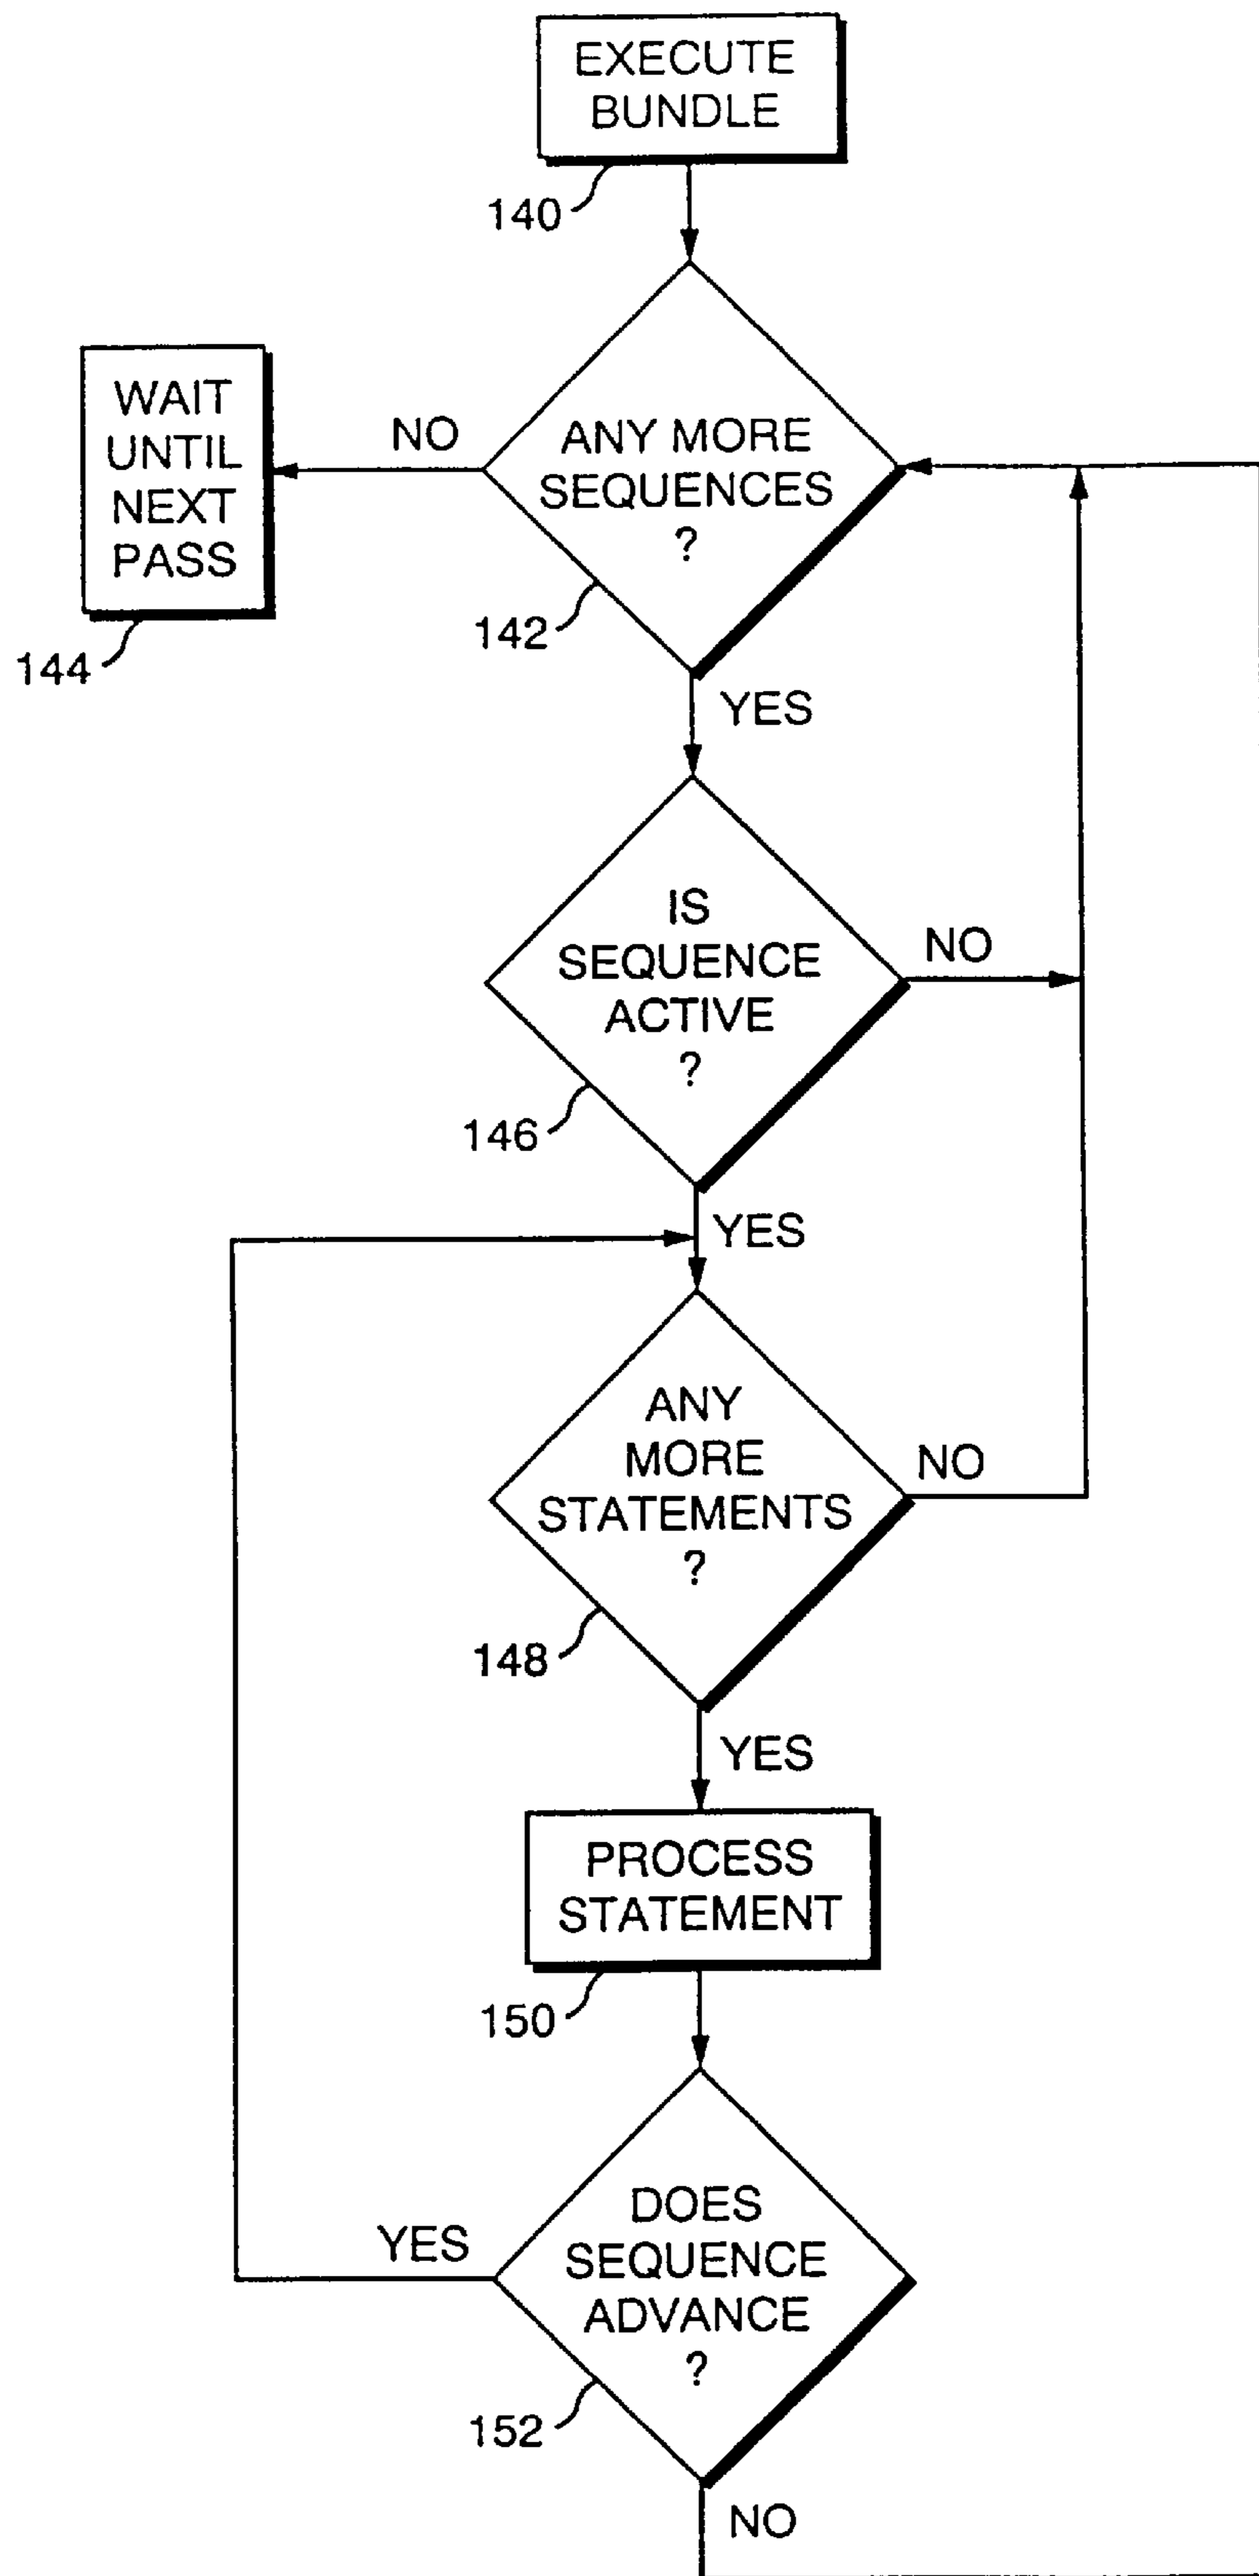 EXECUTE
BUNDLE
140
WAIT
UNTIL
NEXT
PASS
144
NO
ANY MORE
SEQUENCES
?
142
YES
IS
SEQUENCE
ACTIVE
?
146
NO
YES
ANY
MORE
STATEMENTS
?
148
NO
YES
PROCESS
STATEMENT
150
DOES
SEQUENCE
ADVANCE
?
YES
152
NO